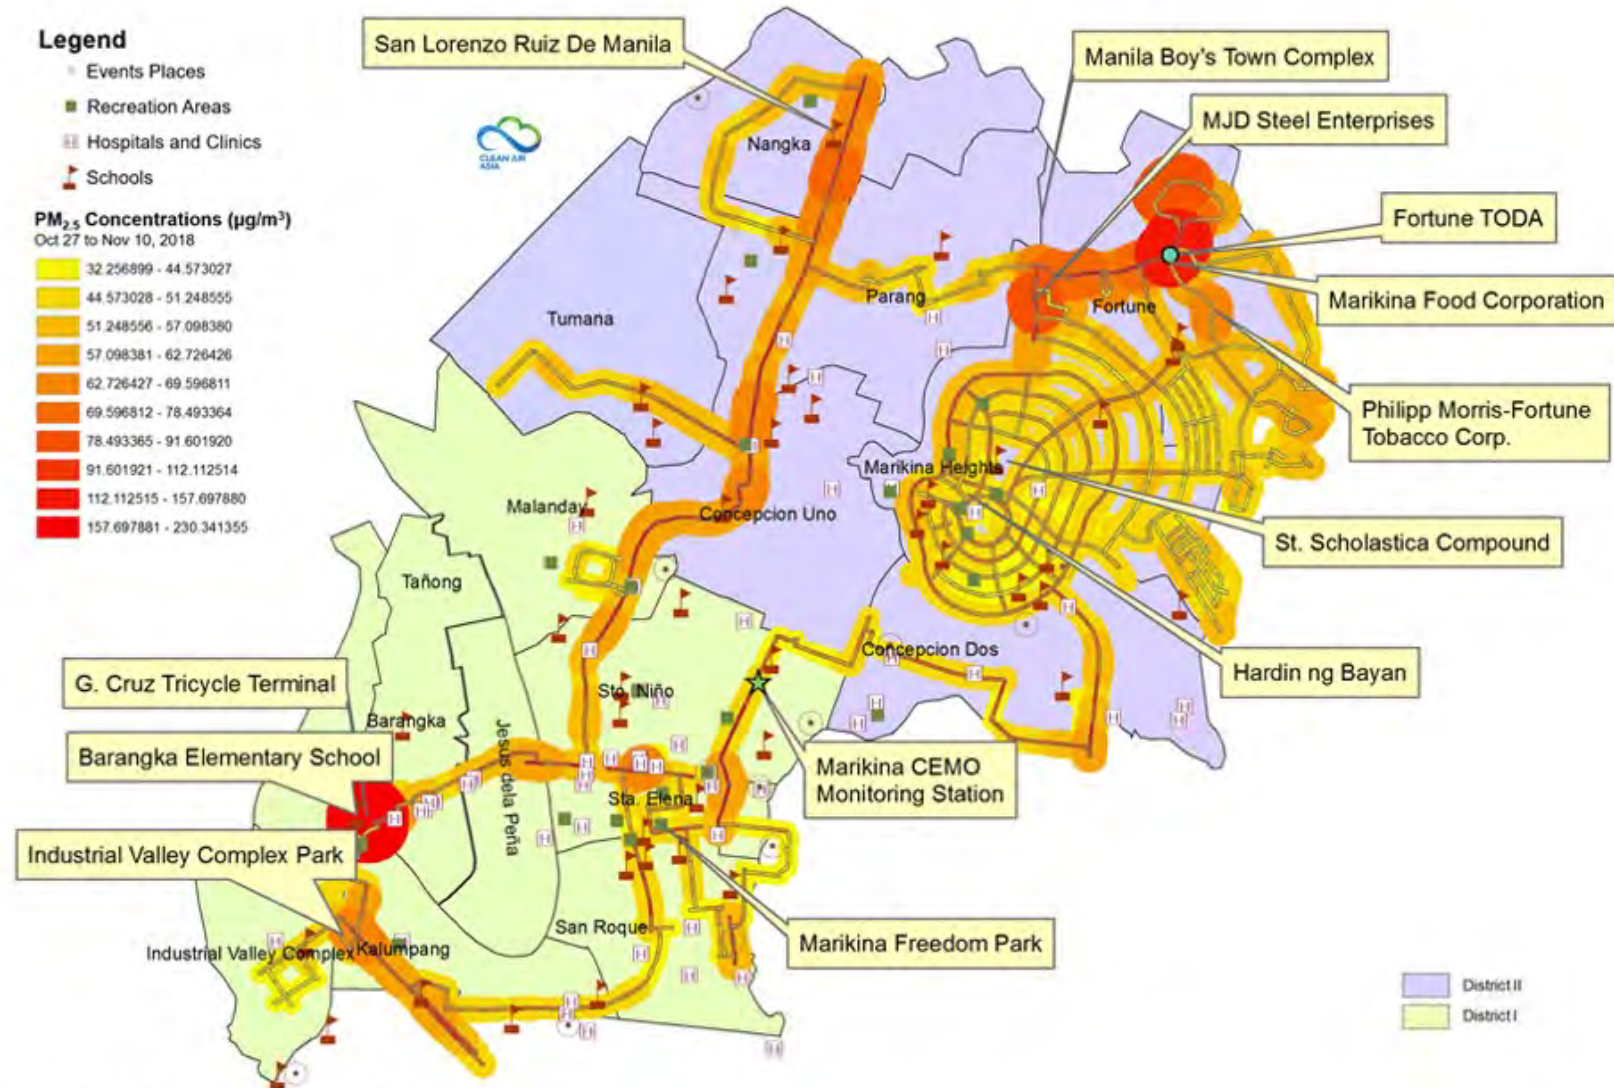 Legend
Events Places
Recreation Areas
H Hospitals and Clinics
Schools
PM2.5 Concentrations (µg/m³)
Oct 27 to Nov 10, 2018
32.256899 - 44.573027
44.573028 - 51.248555
51.248556 - 57.098380
57.098381 - 62.726426
62.726427 - 69.596811
69.596812 - 78.493364
78.493365 - 91.601920
91.601921 - 112.112514
112.112515 - 157.697880
157.697881 - 230.341355
CLEAN AIR
ASIA
San Lorenzo Ruiz De Manila
Manila Boy's Town Complex
MJD Steel Enterprises
Fortune TODA
Marikina Food Corporation
Philipp Morris-Fortune
Tobacco Corp.
St. Scholastica Compound
Hardin ng Bayan
Marikina CEMO
Monitoring Station
Marikina Freedom Park
G. Cruz Tricycle Terminal
Barangka Elementary School
Industrial Valley Complex Park
Nangka
Parang
Fortune
Tumana
Marikina Heights
Concepcion Uno
Malanday
Tañong
Concepcion Dos
Sto. Niño
Barangka
Jesus dela Peña
Sta. Elena
San Roque
Industrial Valley Complex
Kalumpang
District II
District I